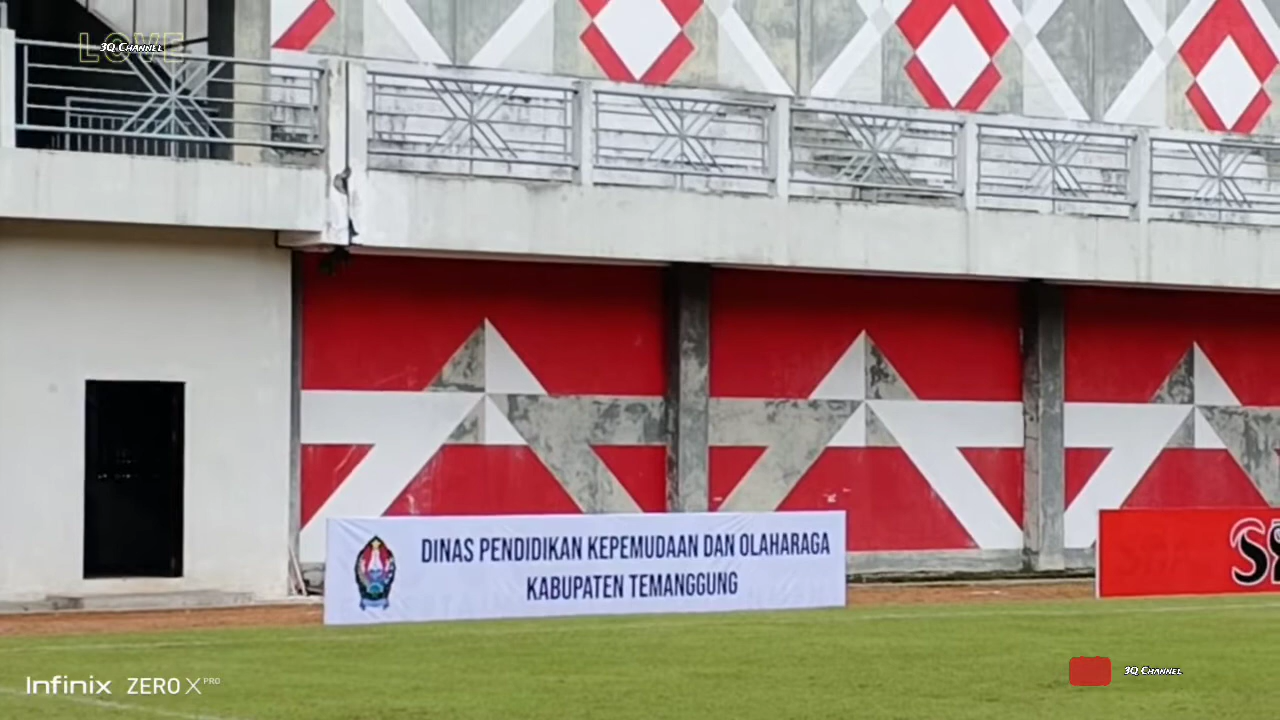 LOVE
3Q Channel
DINAS PENDIDIKAN KEPEMUDAAN DAN OLAHARAGA
KABUPATEN TEMANGGUNG
Infinix ZERO X PRO
3Q Channel